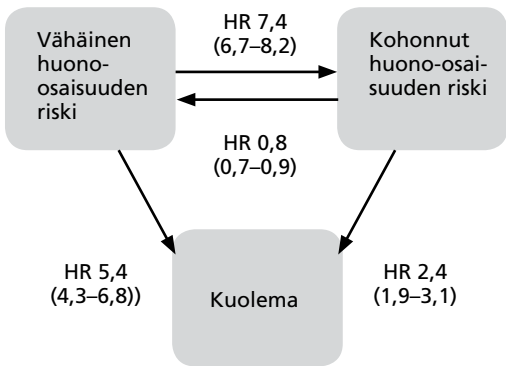 Vähäinen
huono-
osaisuuden
riski
HR 7,4
(6,7–8,2)
Kohonnut
huono-osai-
suuden riski
HR 0,8
(0,7–0,9)
HR 5,4
(4,3–6,8))
Kuolema
HR 2,4
(1,9–3,1)